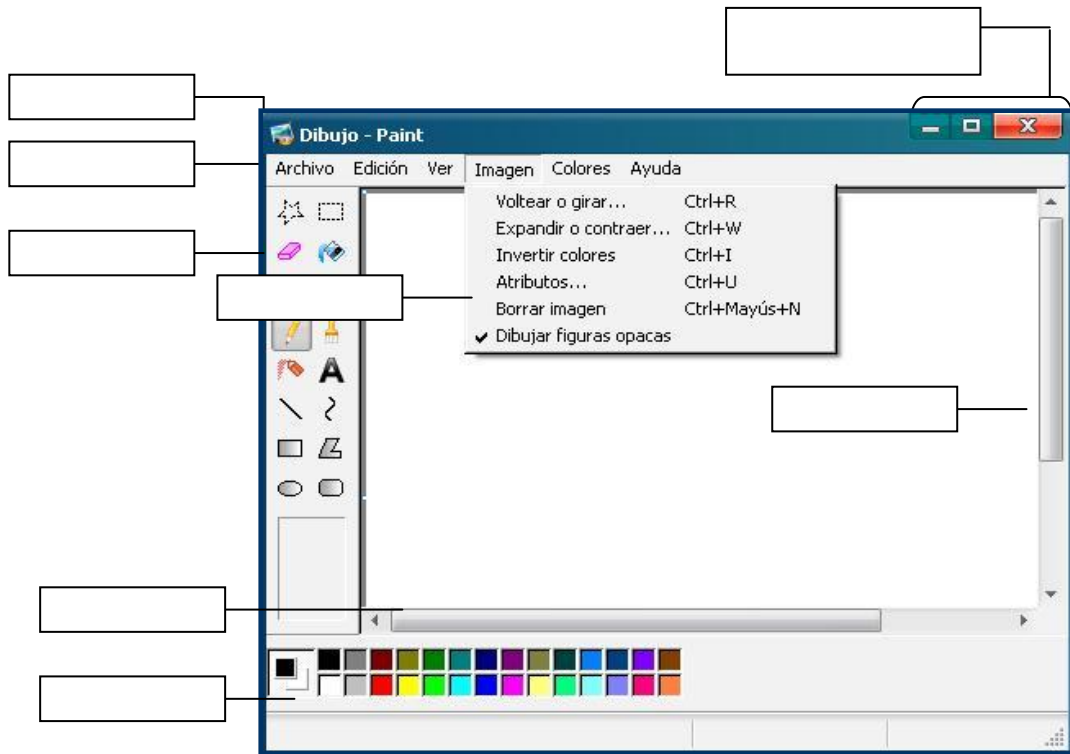 Dibujo - Paint
Archivo Edición Ver Imagen Colores Ayuda
Voltear o girar... Ctrl+R
Expandir o contraer... Ctrl+W
Invertir colores Ctrl+I
Atributos... Ctrl+U
Borrar imagen Ctrl+Mayús+N
Dibujar figuras opacas
A